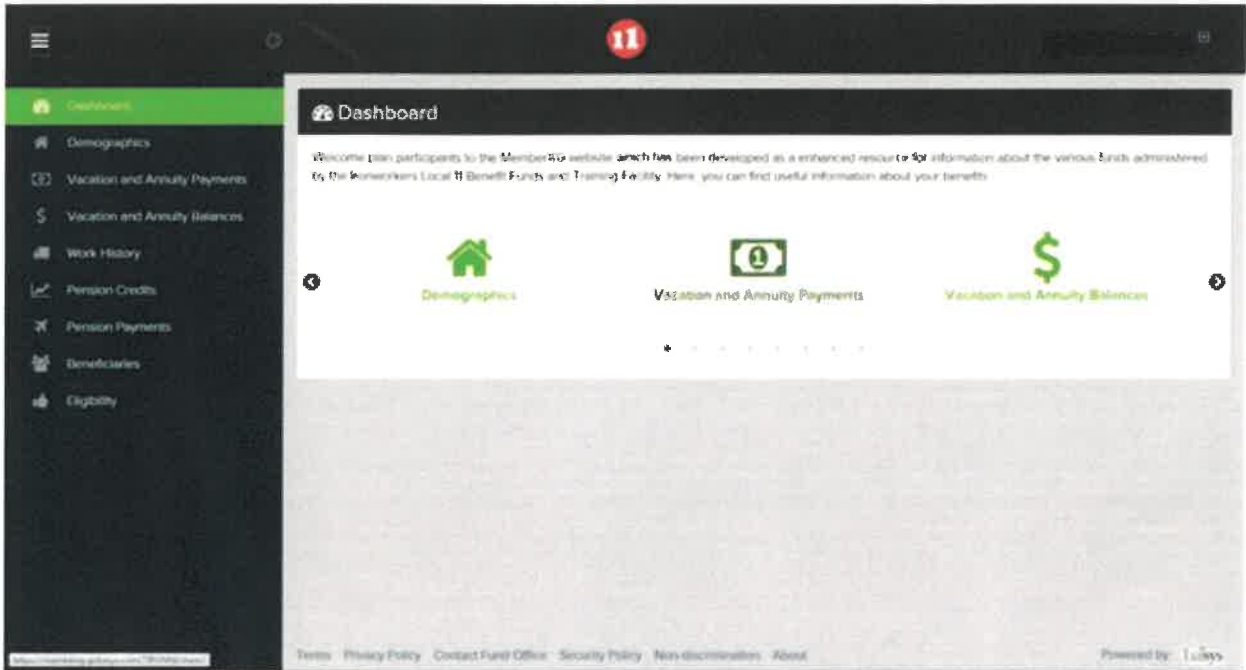 11
Dashboard
Demographics
Vacation and Annuity Payments
Vacation and Annuity Balances
Work History
Pension Credits
Pension Payments
Beneficiaries
Eligibility
Dashboard
Welcome plan participants to the website which has been developed as a enhanced resource for information about the various funds administered
by the Ironworkers Local 11 Benefit Funds and Training Facility. Here, you can find useful information about your benefits
Demographics
Vacation and Annuity Payments
Vacation and Annuity Balances
Terms Privacy Policy Contact Fund Office Security Policy Non-discrimination About
Powered by